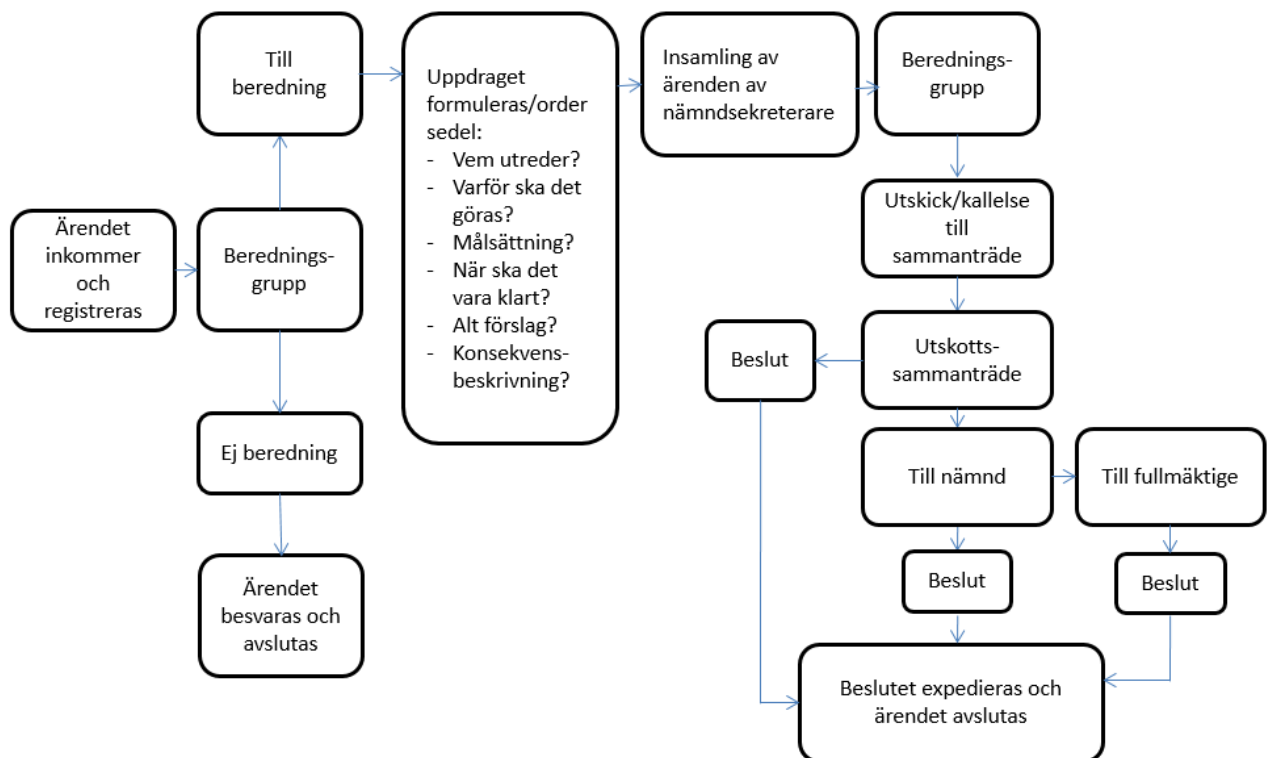 Ärendet
inkommer
och
registreras
Berednings-
grupp
Till
beredning
Ej beredning
Ärendet
besvaras och
avslutas
Uppdraget
formuleras/order
sedel:
- Vem utreder?
- Varför ska det
göras?
- Målsättning?
- När ska det
vara klart?
- Alt förslag?
- Konsekvens-
beskrivning?
Insamling av
ärenden av
nämndsekreterare
Berednings-
grupp
Utskick/kallelse
till
sammanträde
Utskotts-
sammanträde
Beslut
Till nämnd
Till fullmäktige
Beslut
Beslut
Beslutet expedieras och
ärendet avslutas